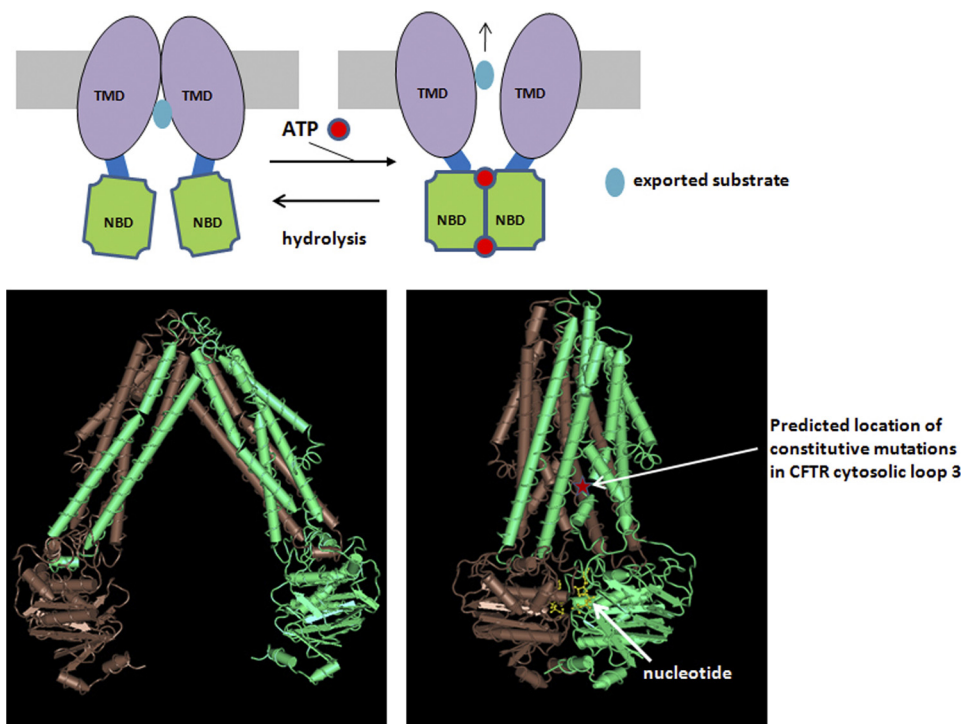 TMD
TMD
TMD
TMD
ATP
exported substrate
NBD
NBD
NBD
NBD
hydrolysis
Predicted location of
constitutive mutations
in CFTR cytosolic loop 3
nucleotide